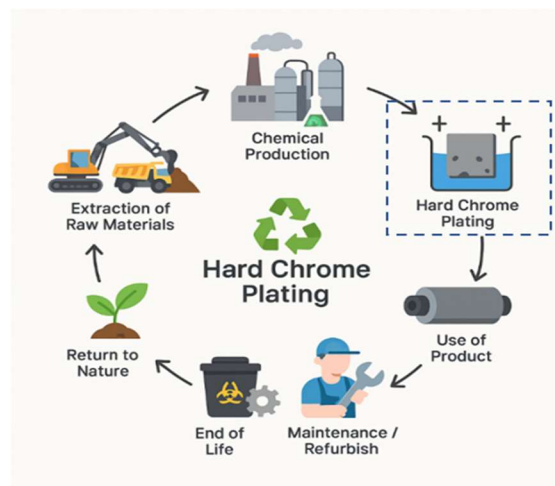 Chemical
Production
+ +
Hard Chrome
Plating
Extraction of
Raw Materials
Hard Chrome
Plating
Use of
Product
Return to
Nature
End of
Life
Maintenance /
Refurbish